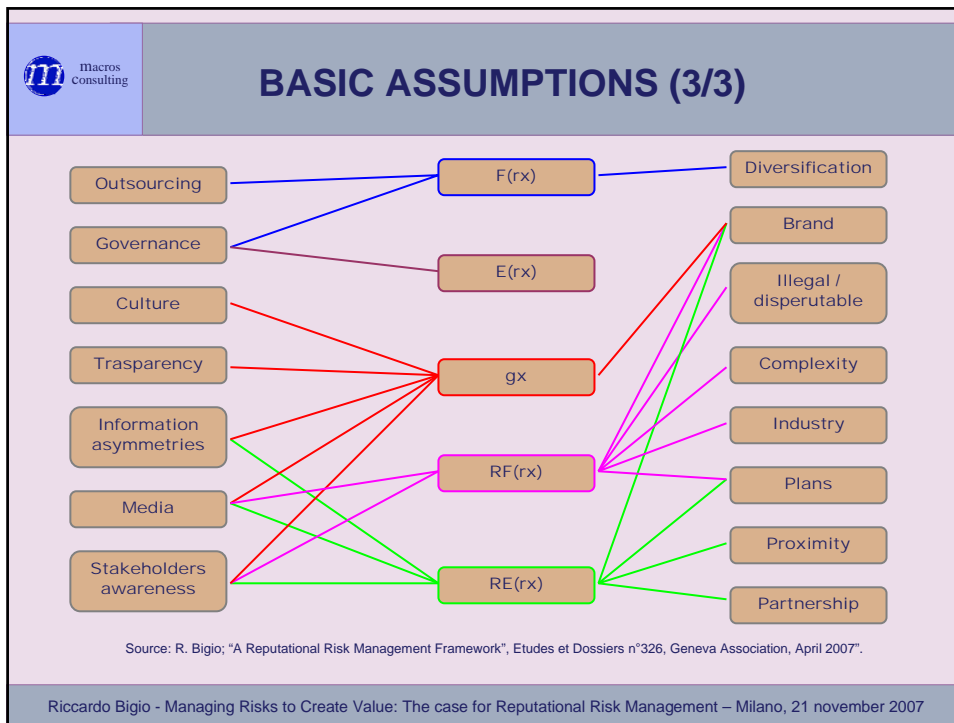 macros
consulting
BASIC ASSUMPTIONS (3/3)
Outsourcing
Governance
Culture
Trasparency
Information
asymmetries
Media
Stakeholders
awareness
F(rx)
E(rx)
gx
RF(rx)
RE(rx)
Diversification
Brand
Illegal /
disperutable
Complexity
Industry
Plans
Proximity
Partnership
Source: R. Bigio; “A Reputational Risk Management Framework”, Etudes et Dossiers n°326, Geneva Association, April 2007”.
Riccardo Bigio - Managing Risks to Create Value: The case for Reputational Risk Management – Milano, 21 november 2007